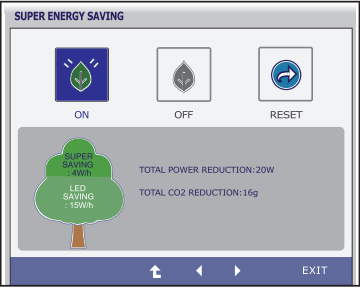 SUPER ENERGY SAVING
ON OFF RESET
SUPER
SAVING
: 4W/h
LED
SAVING
: 15W/h
TOTAL POWER REDUCTION:20W
TOTAL CO2 REDUCTION:16g
EXIT